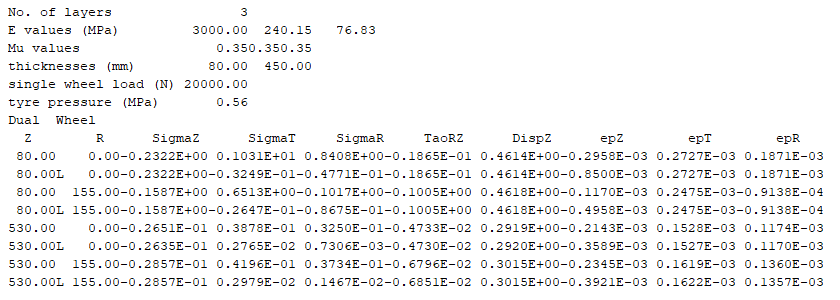 No. of layers 3
E values (MPa) 3000.00 240.15 76.83
Mu values 0.350.350.35
thicknesses (mm) 80.00 450.00
single wheel load (N) 20000.00
tyre pressure (MPa) 0.56
Dual Wheel
Z R SigmaZ SigmaT SigmaR TaoRZ DispZ epZ epT epR
80.00 0.00-0.2322E+00 0.1031E+01 0.8408E+00-0.1865E-01 0.4614E+00-0.2958E-03 0.2727E-03 0.1871E-03
80.00L 0.00-0.2322E+00-0.3249E-01-0.4771E-01-0.1865E-01 0.4614E+00-0.8500E-03 0.2727E-03 0.1871E-03
80.00 155.00-0.1587E+00 0.6513E+00-0.1017E+00-0.1005E+00 0.4618E+00-0.1170E-03 0.2475E-03-0.9138E-04
80.00L 155.00-0.1587E+00-0.2647E-01-0.8675E-01-0.1005E+00 0.4618E+00-0.4958E-03 0.2475E-03-0.9138E-04
530.00 0.00-0.2651E-01 0.3878E-01 0.3250E-01-0.4733E-02 0.2919E+00-0.2143E-03 0.1528E-03 0.1174E-03
530.00L 0.00-0.2635E-01 0.2765E-02 0.7306E-03-0.4730E-02 0.2920E+00-0.3589E-03 0.1527E-03 0.1170E-03
530.00 155.00-0.2857E-01 0.4196E-01 0.3734E-01-0.6796E-02 0.3015E+00-0.2345E-03 0.1619E-03 0.1360E-03
530.00L 155.00-0.2857E-01 0.2979E-02 0.1467E-02-0.6851E-02 0.3015E+00-0.3921E-03 0.1622E-03 0.1357E-03